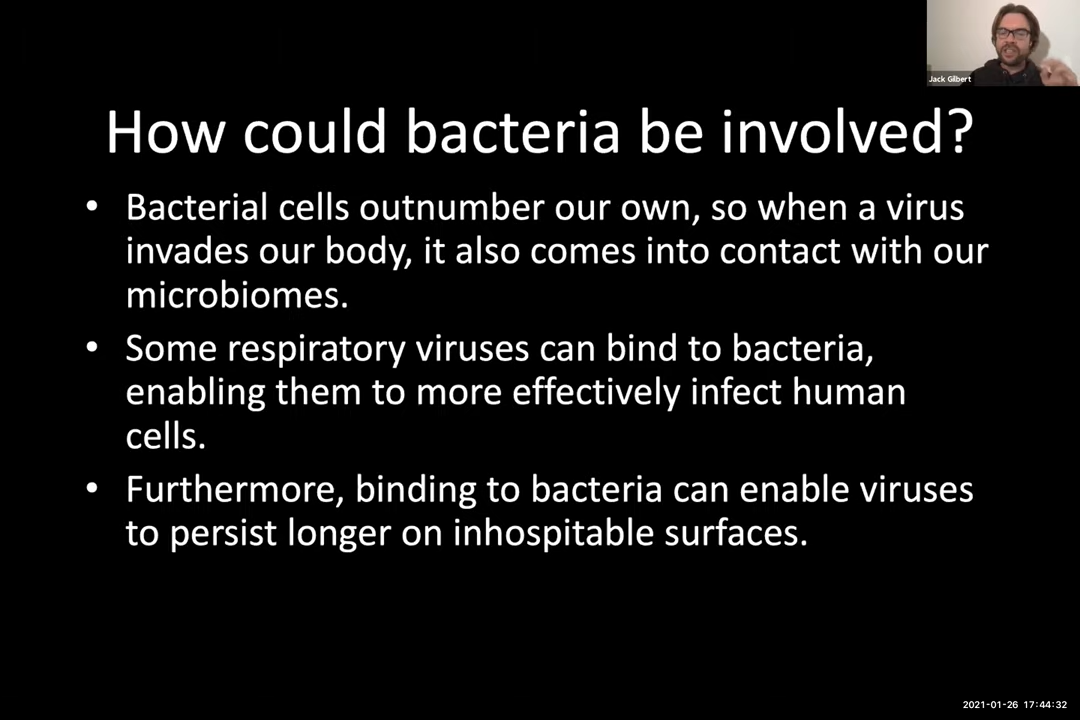 Jack Gilbert
How could bacteria be involved?
• Bacterial cells outnumber our own, so when a virus
invades our body, it also comes into contact with our
microbiomes.
• Some respiratory viruses can bind to bacteria,
enabling them to more effectively infect human
cells.
• Furthermore, binding to bacteria can enable viruses
to persist longer on inhospitable surfaces.
2021-01-26 17:44:32